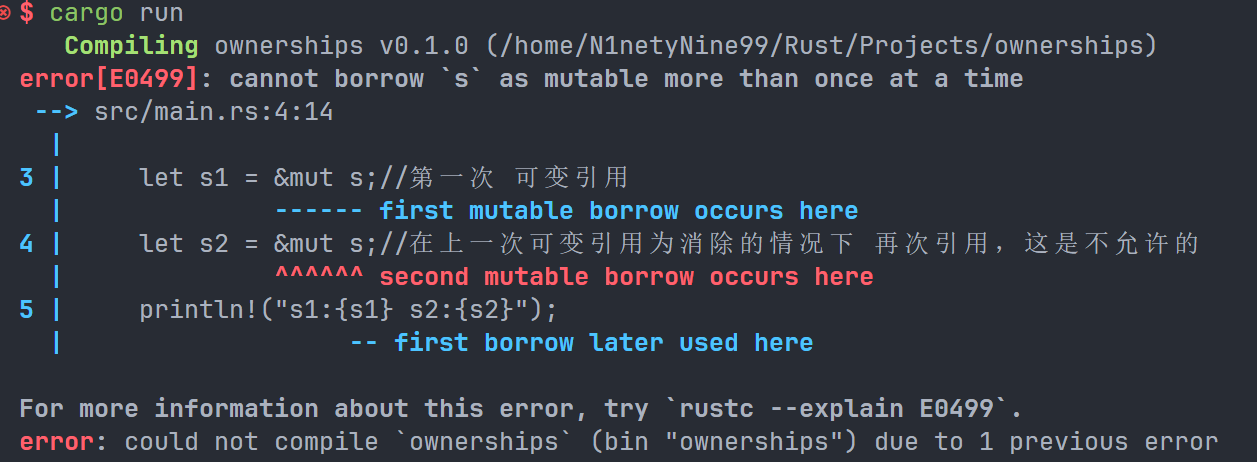 $ cargo run
   Compiling ownerships v0.1.0 (/home/N1netyNine99/Rust/Projects/ownerships)
error[E0499]: cannot borrow `s` as mutable more than once at a time
 --> src/main.rs:4:14
  |
3 |     let s1 = &mut s;//第一次 可变引用
  |              ------ first mutable borrow occurs here
4 |     let s2 = &mut s;//在上一次可变引用为消除的情况下 再次引用，这是不允许的
  |              ^^^^^^ second mutable borrow occurs here
5 |     println!("s1:{s1} s2:{s2}");
  |                   -- first borrow later used here

For more information about this error, try `rustc --explain E0499`.
error: could not compile `ownerships` (bin "ownerships") due to 1 previous error